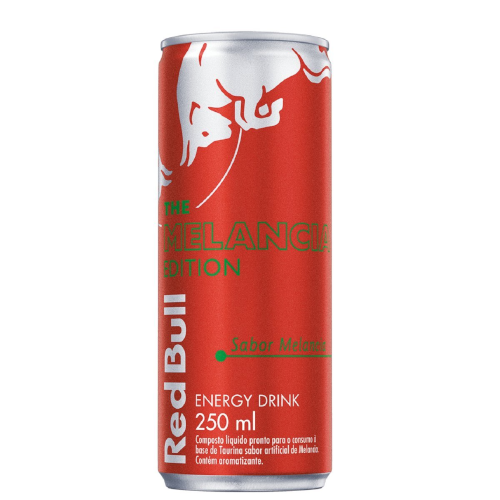 THE
MELANCIA
EDITION
Red Bull
Sabor Melancia
ENERGY DRINK
250 ml
Composto líquido pronto para o consumo à
base de Taurina sabor artificial de Melancia.
Contém aromatizante.